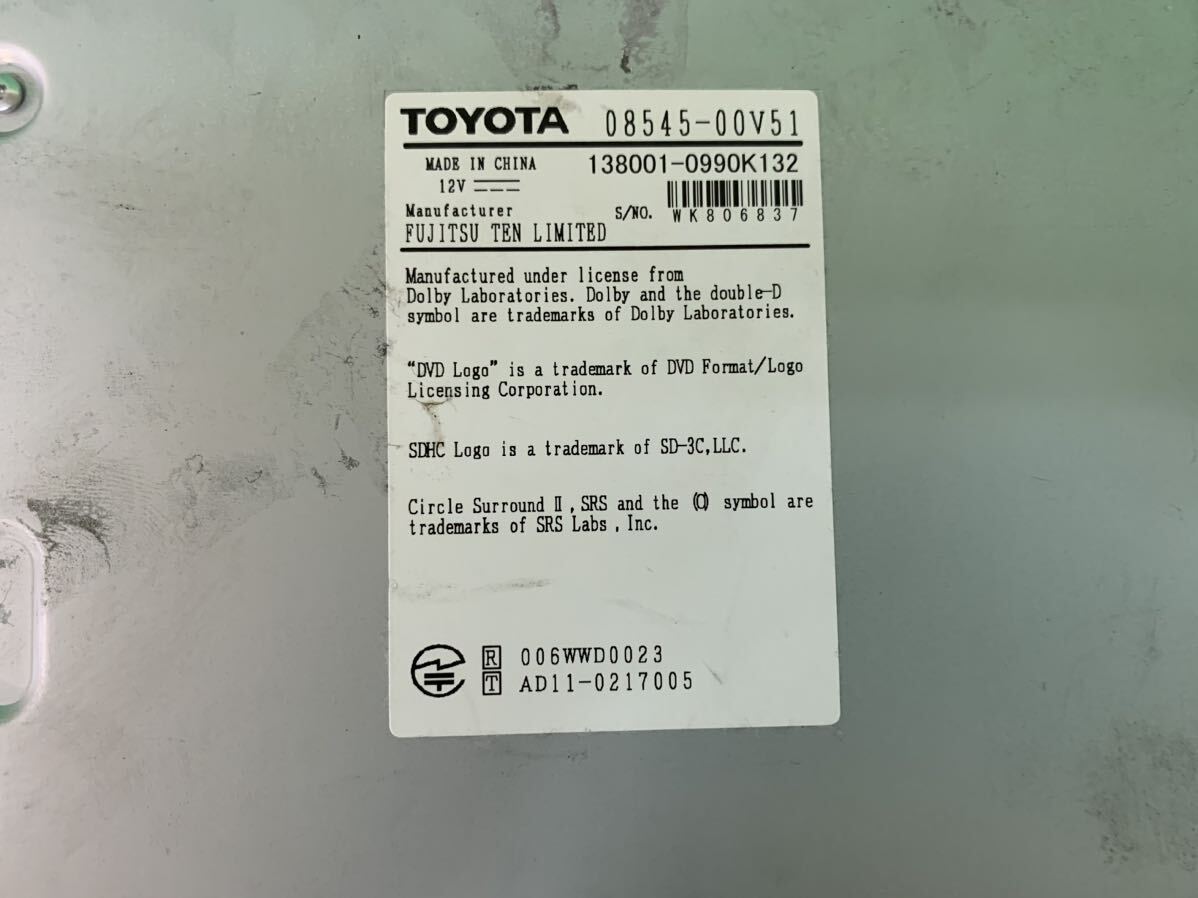 TOYOTA 08545-00V51
MADE IN CHINA 138001-0990K132
12V
Manufacturer S/NO. WK806837
FUJITSU TEN LIMITED
Manufactured under license from
Dolby Laboratories. Dolby and the double-D
symbol are trademarks of Dolby Laboratories.
“DVD Logo” is a trademark of DVD Format/Logo
Licensing Corporation.
SDHC Logo is a trademark of SD-3C,LLC.
Circle Surround Ⅱ, SRS and the (O) symbol are
trademarks of SRS Labs, Inc.
R 006WWD0023
T AD11-0217005